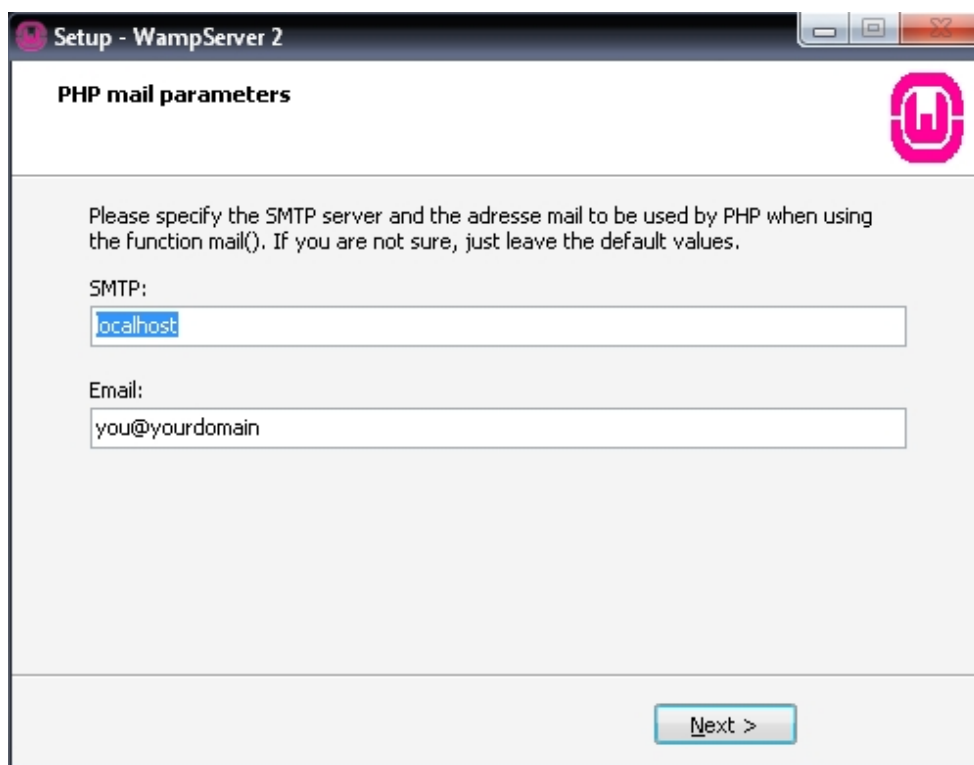 Setup - WampServer 2
PHP mail parameters
Please specify the SMTP server and the adresse mail to be used by PHP when using
the function mail(). If you are not sure, just leave the default values.
SMTP:
localhost
Email:
you@yourdomain
Next >